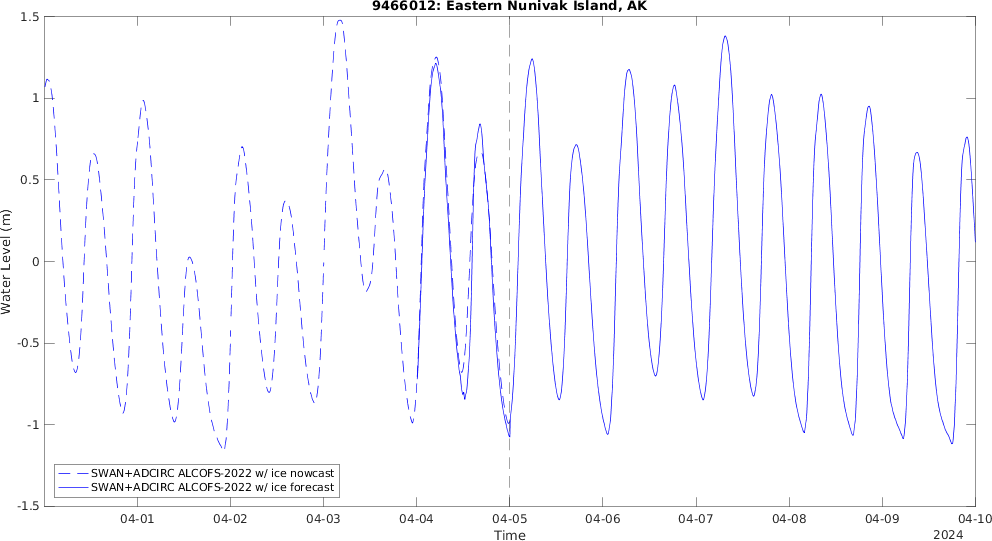 9466012: Eastern Nunivak Island, AK
1.5
1
0.5
0
-0.5
-1
-1.5
Water Level (m)
SWAN+ADCIRC ALCOFS-2022 w/ ice nowcast
SWAN+ADCIRC ALCOFS-2022 w/ ice forecast
04-01 04-02 04-03 04-04 04-05 04-06 04-07 04-08 04-09 04-10
Time
2024